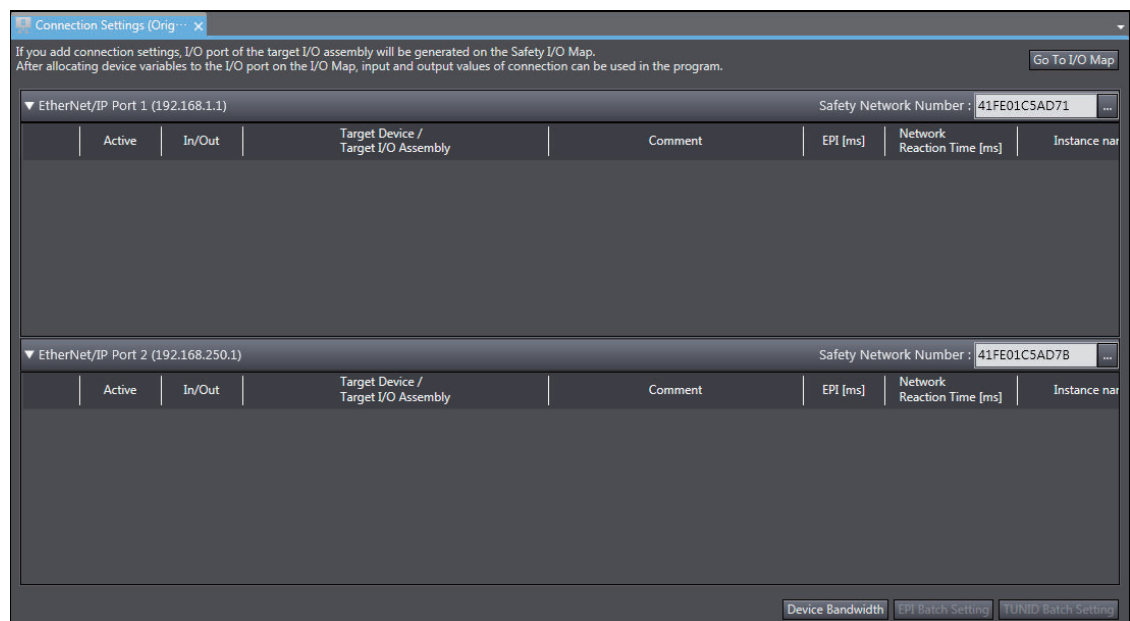 Connection Settings (Orig···
If you add connection settings, I/O port of the target I/O assembly will be generated on the Safety I/O Map.
After allocating device variables to the I/O port on the I/O Map, input and output values of connection can be used in the program.
Go To I/O Map
EtherNet/IP Port 1 (192.168.1.1)
Safety Network Number : 41FE01C5AD71 ...
Active
In/Out
Target Device /
Target I/O Assembly
Comment
EPI [ms]
Network
Reaction Time [ms]
Instance nar
EtherNet/IP Port 2 (192.168.250.1)
Safety Network Number : 41FE01C5AD7B ...
Active
In/Out
Target Device /
Target I/O Assembly
Comment
EPI [ms]
Network
Reaction Time [ms]
Instance nar
Device Bandwidth
EPI Batch Setting
TUNID Batch Setting